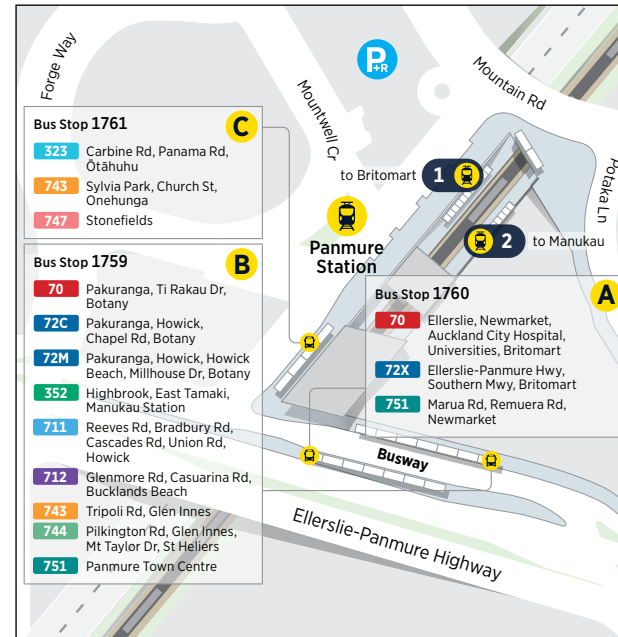 Forge Way
Mountwell Cr
P+R
Mountain Rd
Potaka Ln
to Britomart 1
2 to Manukau
Panmure
Station
Bus Stop 1761 C
323 Carbine Rd, Panama Rd,
Ōtāhuhu
743 Sylvia Park, Church St,
Onehunga
747 Stonefields
Bus Stop 1759 B
70 Pakuranga, Ti Rakau Dr,
Botany
72C Pakuranga, Howick,
Chapel Rd, Botany
72M Pakuranga, Howick, Howick
Beach, Millhouse Dr, Botany
352 Highbrook, East Tamaki,
Manukau Station
711 Reeves Rd, Bradbury Rd,
Cascades Rd, Union Rd,
Howick
712 Glenmore Rd, Casuarina Rd,
Bucklands Beach
743 Tripoli Rd, Glen Innes
744 Pilkington Rd, Glen Innes,
Mt Taylor Dr, St Heliers
751 Panmure Town Centre
Bus Stop 1760 A
70 Ellerslie, Newmarket,
Auckland City Hospital,
Universities, Britomart
72X Ellerslie-Panmure Hwy,
Southern Mwy, Britomart
751 Marua Rd, Remuera Rd,
Newmarket
Busway
Ellerslie-Panmure Highway